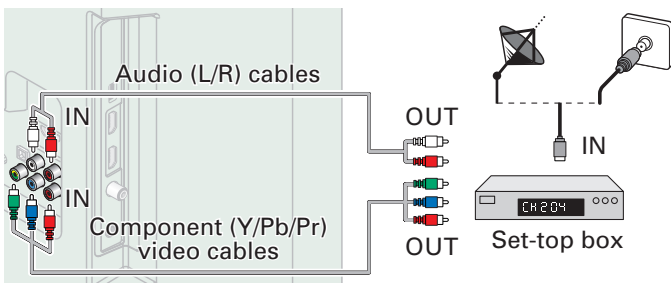 Audio (L/R) cables
IN
OUT
IN
IN
CH204
Component (Y/Pb/Pr)
video cables
OUT
Set-top box